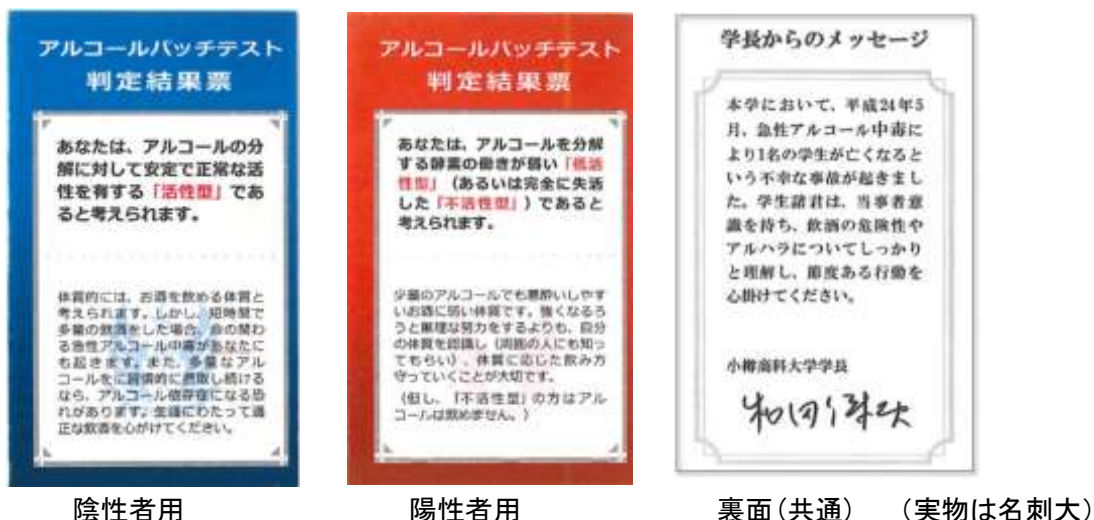 アルコールパッチテスト
判定結果票
あなたは、アルコールの分
解に対して安定で正常な活
性を有する「活性型」であ
ると考えられます。
体質的には、お酒を飲める体質と
考えられます。しかし、短時間で
多量の飲酒をした場合、命の関わ
る急性アルコール中毒があなたに
も起きます。また、多量なアル
コールをに習慣的に摂取し続ける
なら、アルコール依存症になる恐
れがあります。生涯にわたって適
正な飲酒を心がけてください。
陰性者用
アルコールパッチテスト
判定結果票
あなたは、アルコールを分解
する酵素の働きが弱い「低活
性型」(あるいは完全に失活
した「不活性型」)であると
考えられます。
少量のアルコールでも悪酔いしやす
いお酒に弱い体質です。強くなろ
うと無理な努力をするよりも、自分
の体質を認識し(周囲の人にも知っ
てもらい)、体質に応じた飲み方
守っていくことが大切です。
(但し、「不活性型」の方はアル
コールは飲めません。)
陽性者用
学長からのメッセージ
本学において、平成24年5
月、急性アルコール中毒に
より1名の学生が亡くなると
いう不幸な事故が起きまし
た。学生諸君は、当事者意
識を持ち、飲酒の危険性や
アルハラについてしっかり
と理解し、節度ある行動を
心掛けてください。
小樽商科大学学長
裏面(共通) (実物は名刺大)